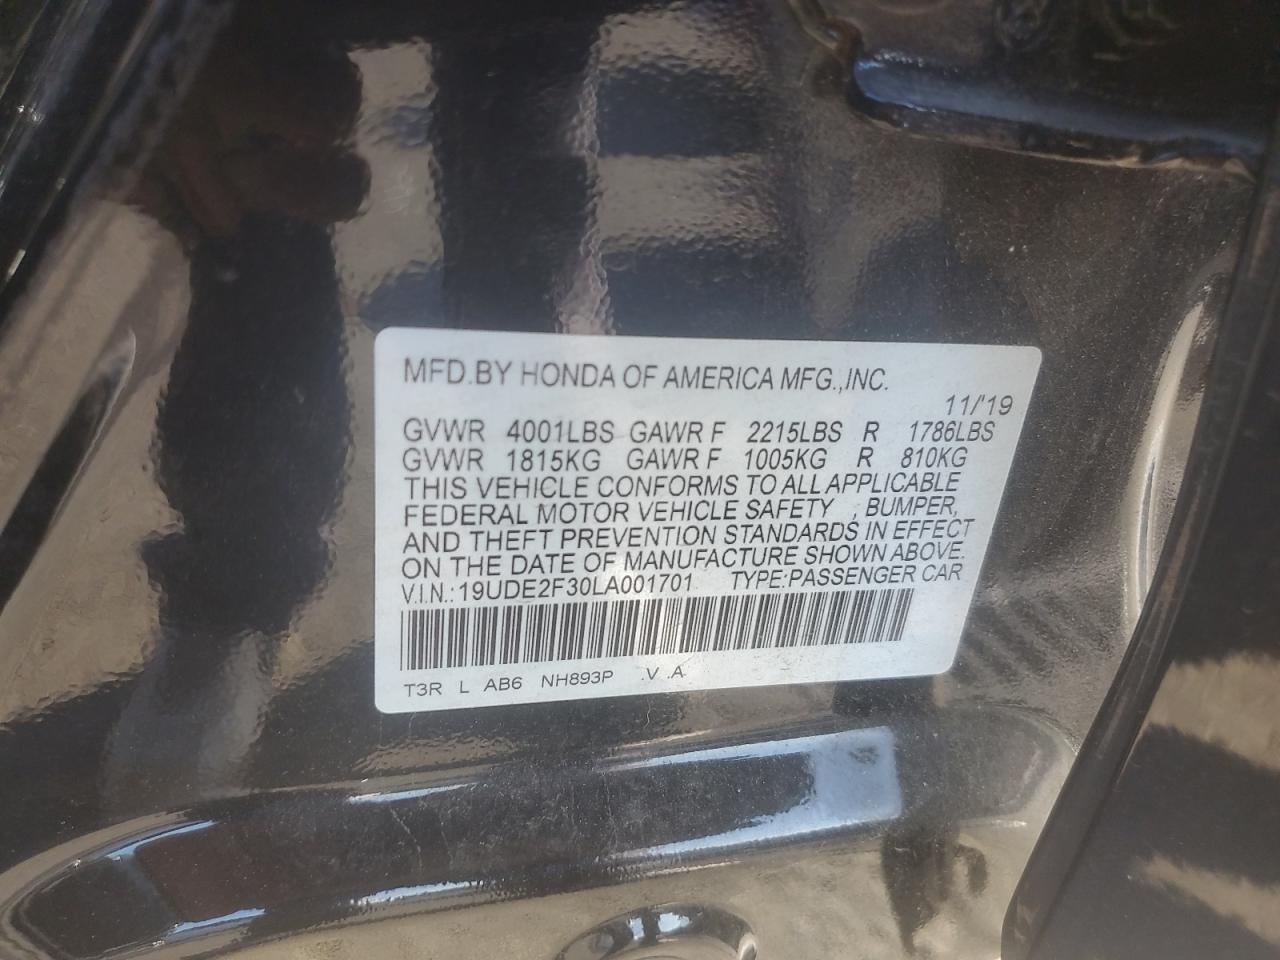 MFD.BY HONDA OF AMERICA MFG.,INC.
11/'19
GVWR 4001LBS GAWR F 2215LBS R 1786LBS
GVWR 1815KG GAWR F 1005KG R 810KG
THIS VEHICLE CONFORMS TO ALL APPLICABLE
FEDERAL MOTOR VEHICLE SAFETY , BUMPER,
AND THEFT PREVENTION STANDARDS IN EFFECT
ON THE DATE OF MANUFACTURE SHOWN ABOVE.
V.I.N.:19UDE2F30LA001701 TYPE:PASSENGER CAR
T3R L AB6 NH893P .V .A